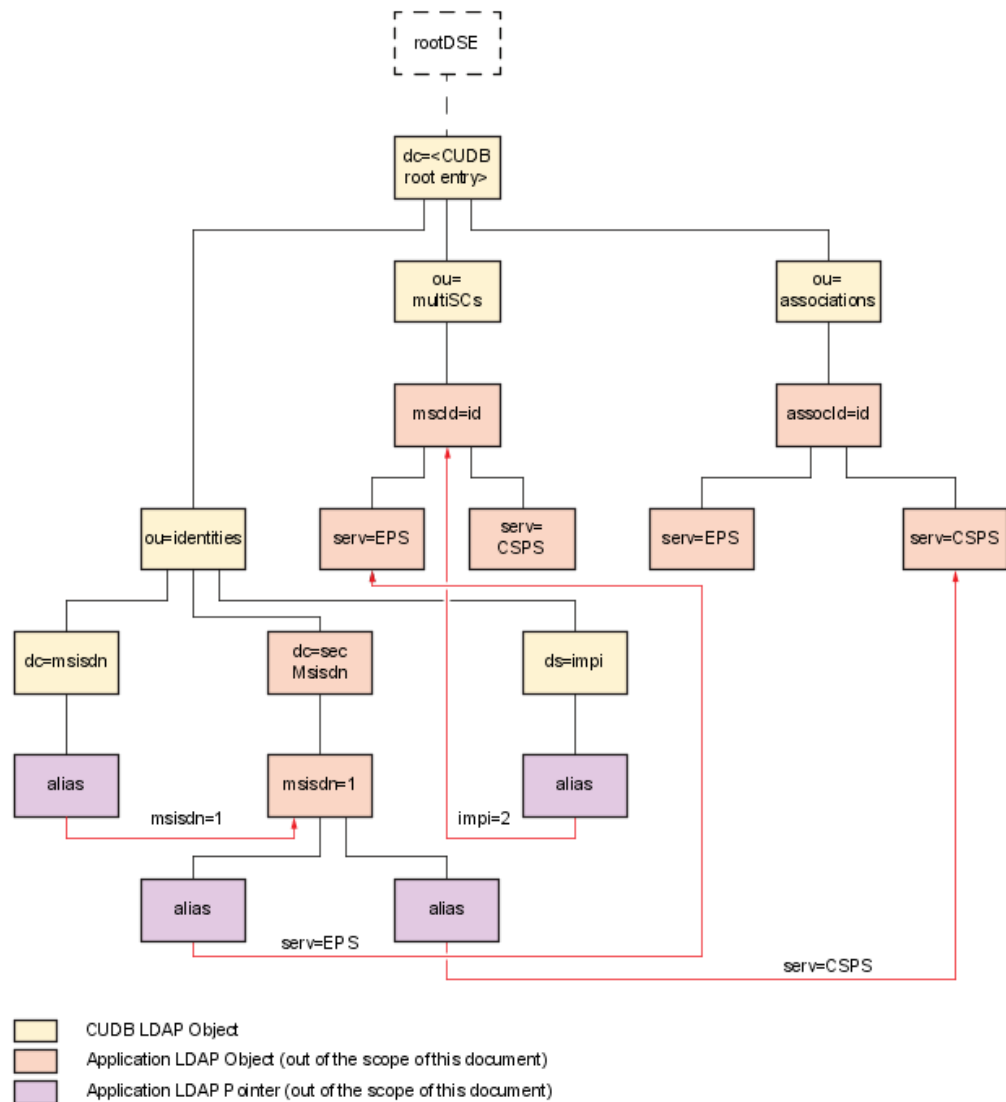 rootDSE
dc=<CUDB
root entry>
ou=
multiSCs
ou=
associations
mscId=id
assocId=id
ou=identities
serv=EPS
serv=
CSPS
serv=EPS
serv=CSPS
dc=msisdn
dc=sec
Msisdn
ds=impi
alias
msisdn=1
alias
msisdn=1
impi=2
alias
alias
serv=EPS
serv=CSPS
CUDB LDAP Object
Application LDAP Object (out of the scope of this document)
Application LDAP Pointer (out of the scope of this document)